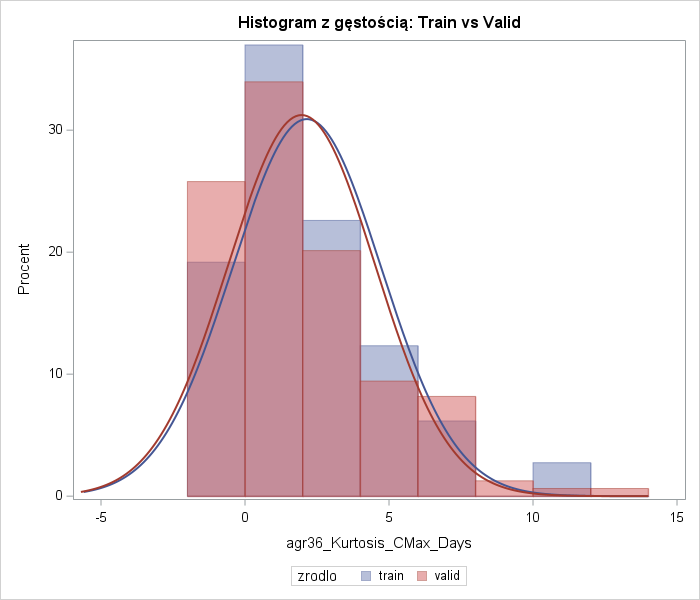 Histogram z gęstością: Train vs Valid
Procent
30
20
10
0
-5 0 5 10 15
agr36_Kurtosis_CMax_Days
zrodlo train valid